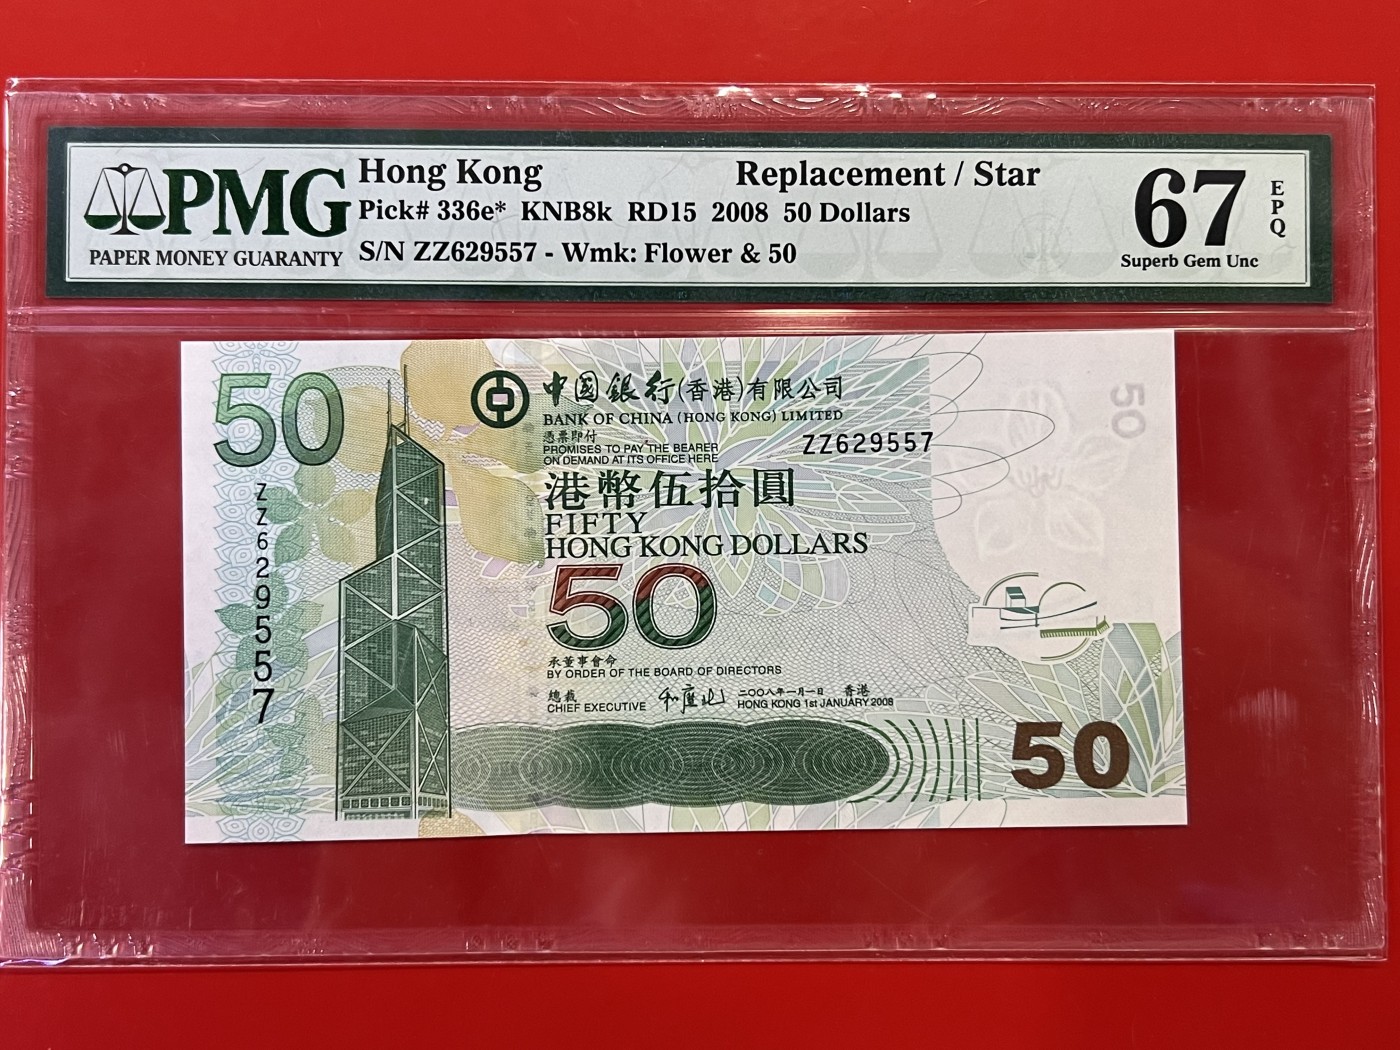 PMG
PAPER MONEY GUARANTY
Hong Kong
Replacement / Star
Pick# 336e* KNB8k RD15 2008 50 Dollars
S/N ZZ629557 - Wmk: Flower & 50
67
EPQ
Superb Gem Unc
50
中國銀行(香港)有限公司
BANK OF CHINA (HONG KONG) LIMITED
憑票即付
PROMISES TO PAY THE BEARER
ON DEMAND AT ITS OFFICE HERE
ZZ629557
50
ZZ629557
港幣伍拾圓
FIFTY
HONG KONG DOLLARS
50
承董事會命
BY ORDER OF THE BOARD OF DIRECTORS
總裁
CHIEF EXECUTIVE
二〇〇八年一月一日 香港
HONG KONG 1st JANUARY 2008
50